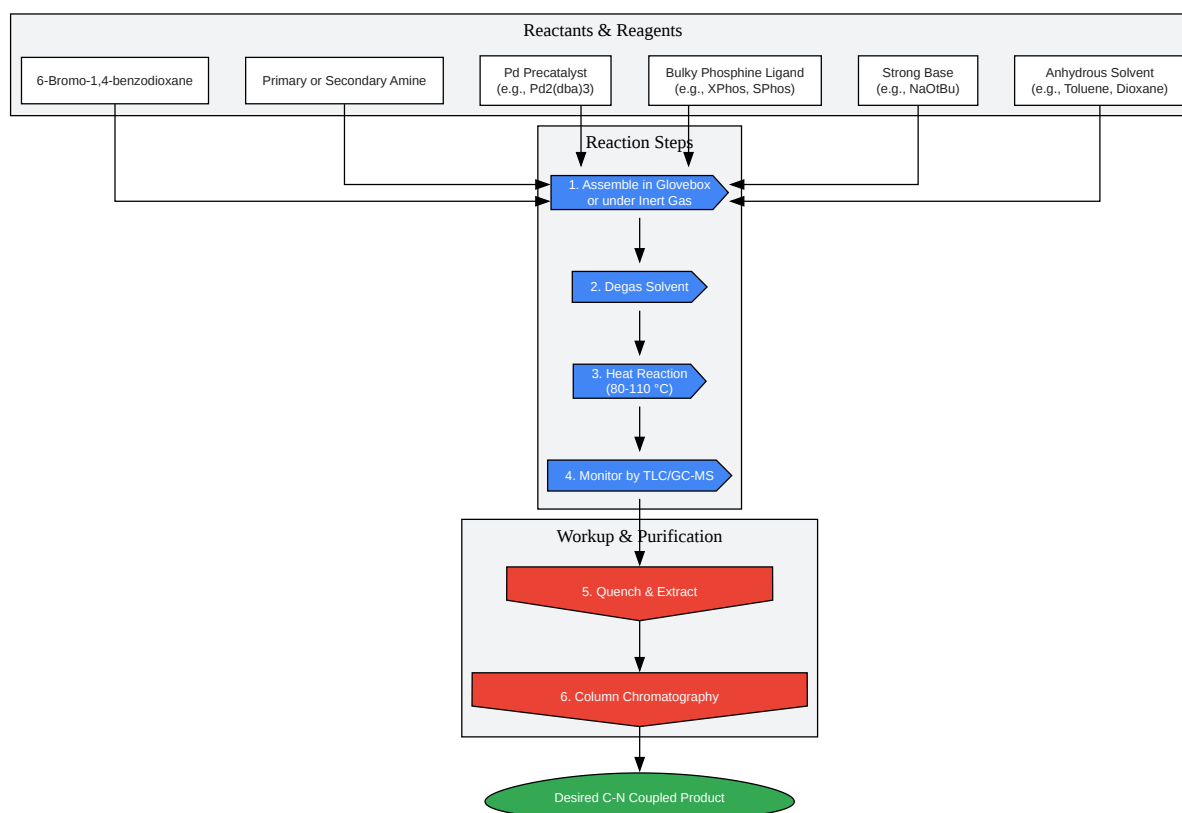 Reactants & Reagents
6-Bromo-1,4-benzodioxane
Primary or Secondary Amine
Pd Precatalyst
(e.g., Pd2(dba)3)
Bulky Phosphine Ligand
(e.g., XPhos, SPhos)
Strong Base
(e.g., NaOtBu)
Anhydrous Solvent
(e.g., Toluene, Dioxane)
Reaction Steps
1. Assemble in Glovebox
or under Inert Gas
2. Degas Solvent
3. Heat Reaction
(80-110 °C)
4. Monitor by TLC/GC-MS
Workup & Purification
5. Quench & Extract
6. Column Chromatography
Desired C-N Coupled Product